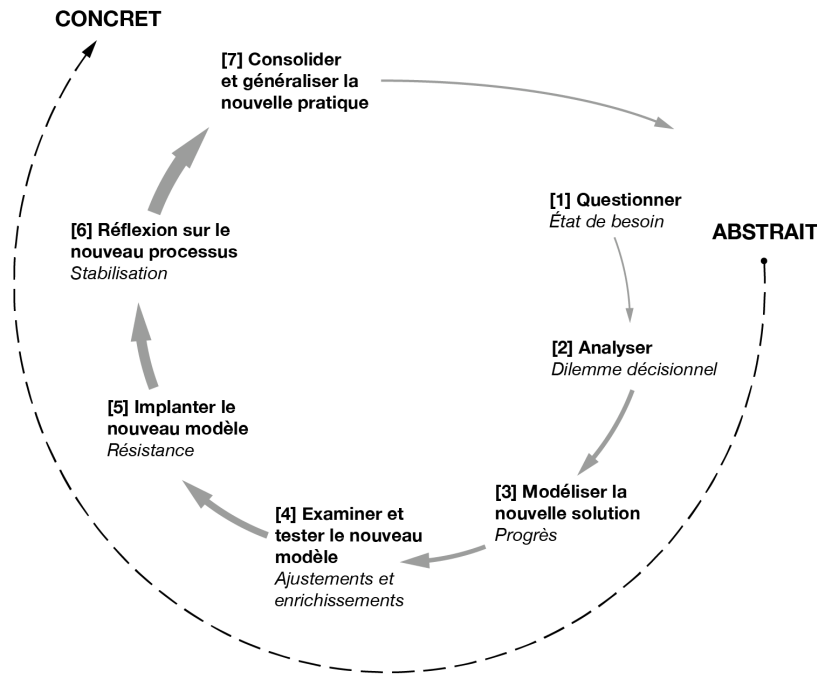 CONCRET
[7] Consolider
et généraliser la
nouvelle pratique
[1] Questionner
État de besoin
ABSTRAIT
[2] Analyser
Dilemme décisionnel
[3] Modéliser la
nouvelle solution
Progrès
[4] Examiner et
tester le nouveau
modèle
Ajustements et
enrichissements
[5] Implanter le
nouveau modèle
Résistance
[6] Réflexion sur le
nouveau processus
Stabilisation